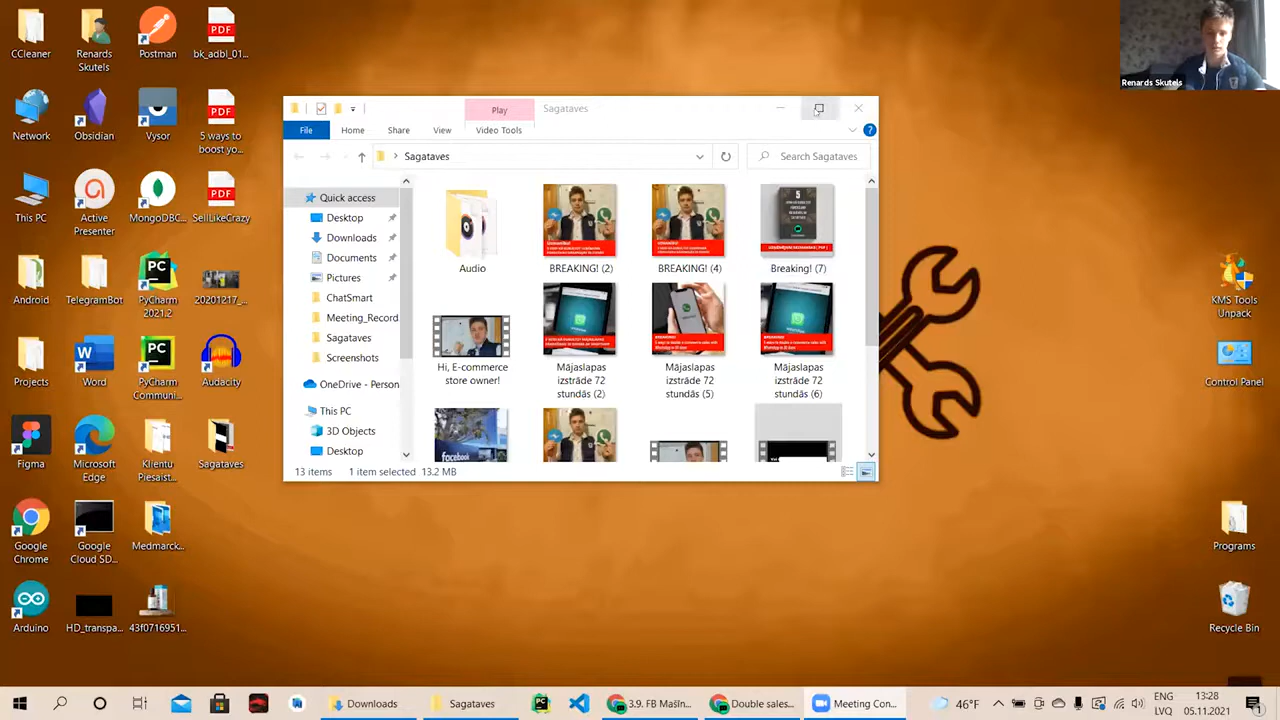 CCleaner
Renards
Skutels
Postman
bk_adbl_01...
Network
Obsidian
Vysor
5 ways to
boost yo...
This PC
Active
Presenter
MongoDBC...
SellLikeCrazy
Android
TelegramBot
PyCharm
2021.2
20201217_...
Projects
Word
PyCharm
Communi...
Audacity
Figma
Microsoft
Edge
Klientu
Piesaist...
Sagataves
Google
Chrome
Google
Cloud SD...
Medmarck...
Arduino
HD_transpa...
43f0716951...
Play
Sagataves
File
Home
Share
View
Video Tools
Sagataves
Search Sagataves
Quick access
Desktop
Downloads
Documents
Pictures
ChatSmart
Meeting_Record
Sagataves
Screenshots
OneDrive - Person
This PC
3D Objects
Desktop
Audio
BREAKING! (2)
BREAKING! (4)
Breaking! (7)
Hi, E-commerce
store owner!
Mājaslapas
izstrāde 72
stundās (2)
Mājaslapas
izstrāde 72
stundās (5)
Mājaslapas
izstrāde 72
stundās (6)
facebook
13 items
1 item selected 13.2 MB
Renards Skutels
KMS Tools
Unpack
Control Panel
Programs
Recycle Bin
Downloads
Sagataves
3.9. FB Mašīn...
Double sales...
Meeting Con...
46°F
ENG
LVQ
13:28
05.11.2021